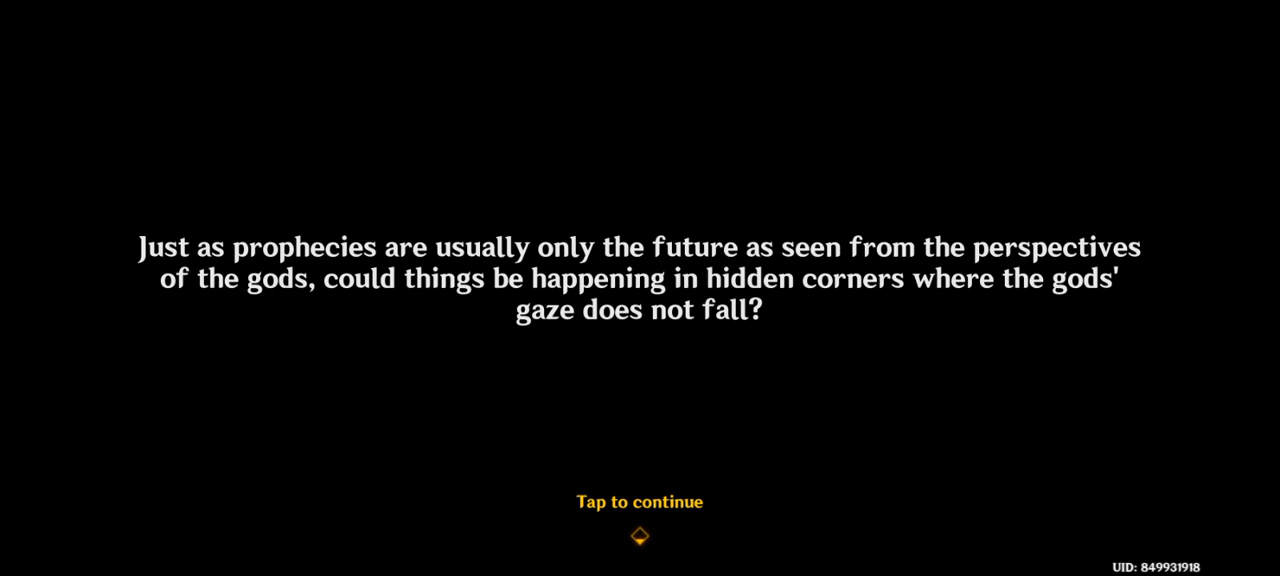 Just as prophecies are usually only the future as seen from the perspectives
of the gods, could things be happening in hidden corners where the gods'
gaze does not fall?
Tap to continue
UID: 849931918